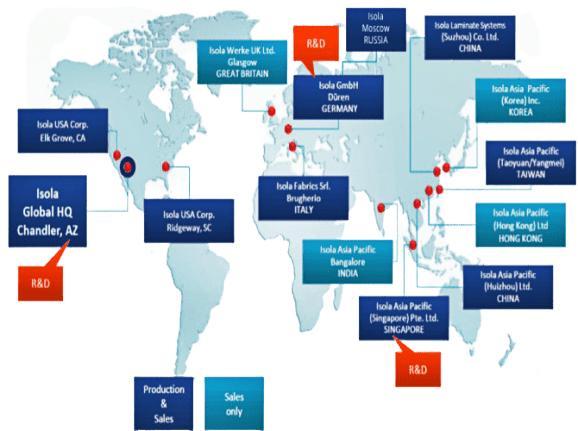 Isola
Moscow
RUSSIA
Isola Laminate Systems
(Suzhou) Co. Ltd.
CHINA
R&D
Isola Werke UK Ltd.
Glasgow
GREAT BRITAIN
Isola GmbH
Düren
GERMANY
Isola Asia Pacific
(Korea) Inc.
KOREA
Isola USA Corp.
Elk Grove, CA
Isola Asia Pacific
(Taoyuan/Yangmei)
TAIWAN
Isola
Global HQ
Chandler, AZ
Isola Fabrics Srl.
Brugherio
ITALY
Isola USA Corp.
Ridgeway, SC
Isola Asia Pacific
(Hong Kong) Ltd
HONG KONG
Isola Asia Pacific
Bangalore
INDIA
R&D
Isola Asia Pacific
(Huizhou) Ltd.
CHINA
Isola Asia Pacific
(Singapore) Pte. Ltd.
SINGAPORE
R&D
Production
&
Sales
Sales
only